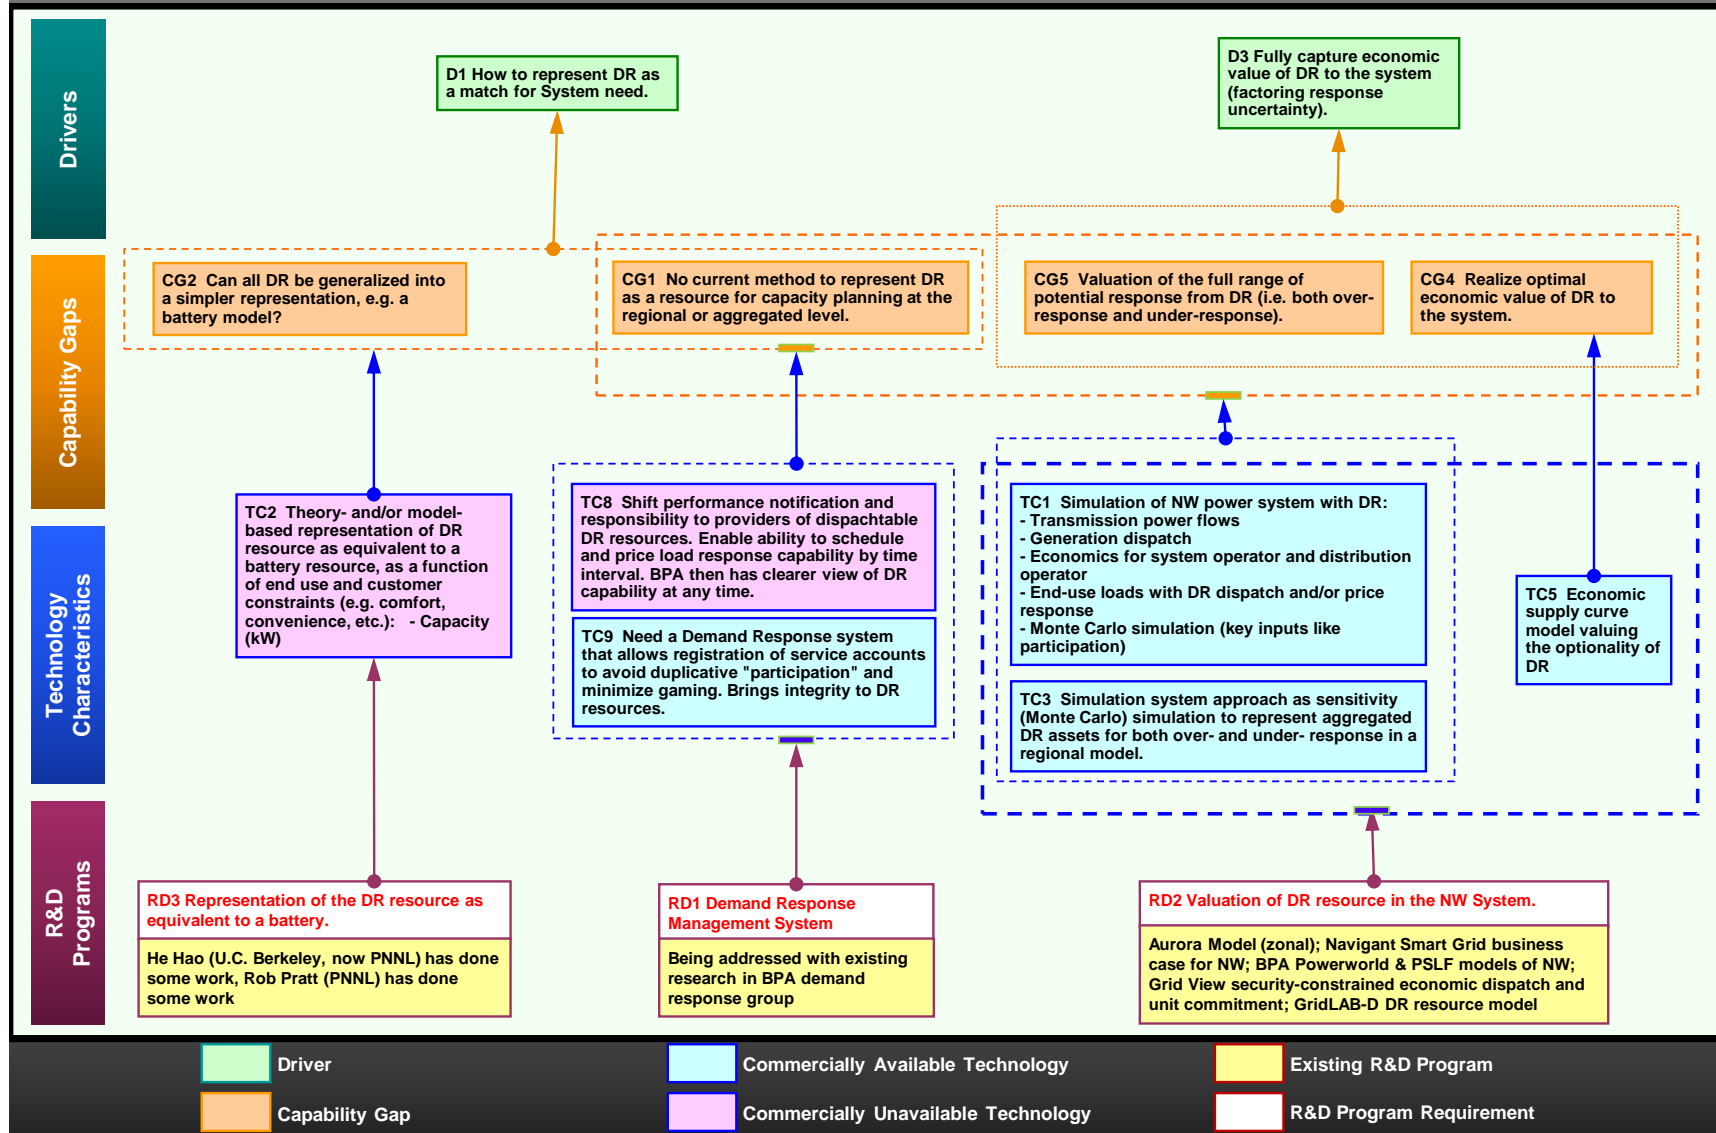 Drivers
D1 How to represent DR as
a match for System need.
D3 Fully capture economic
value of DR to the system
(factoring response
uncertainty).
Capability Gaps
CG2 Can all DR be generalized into
a simpler representation, e.g. a
battery model?
CG1 No current method to represent DR
as a resource for capacity planning at the
regional or aggregated level.
CG5 Valuation of the full range of
potential response from DR (i.e. both over-
response and under-response).
CG4 Realize optimal
economic value of DR to
the system.
Technology
Characteristics
TC2 Theory- and/or model-
based representation of DR
resource as equivalent to a
battery resource, as a function
of end use and customer
constraints (e.g. comfort,
convenience, etc.): - Capacity
(kW)
TC8 Shift performance notification and
responsibility to providers of dispachtable
DR resources. Enable ability to schedule
and price load response capability by time
interval. BPA then has clearer view of DR
capability at any time.
TC9 Need a Demand Response system
that allows registration of service accounts
to avoid duplicative "participation" and
minimize gaming. Brings integrity to DR
resources.
TC1 Simulation of NW power system with DR:
- Transmission power flows
- Generation dispatch
- Economics for system operator and distribution
operator
- End-use loads with DR dispatch and/or price
response
- Monte Carlo simulation (key inputs like
participation)
TC3 Simulation system approach as sensitivity
(Monte Carlo) simulation to represent aggregated
DR assets for both over- and under- response in a
regional model.
TC5 Economic
supply curve
model valuing
the optionality of
DR
R&D
Programs
RD3 Representation of the DR resource as
equivalent to a battery.
He Hao (U.C. Berkeley, now PNNL) has done
some work, Rob Pratt (PNNL) has done
some work
RD1 Demand Response
Management System
Being addressed with existing
research in BPA demand
response group
RD2 Valuation of DR resource in the NW System.
Aurora Model (zonal); Navigant Smart Grid business
case for NW; BPA Powerworld & PSLF models of NW;
Grid View security-constrained economic dispatch and
unit commitment; GridLAB-D DR resource model
Driver
Commercially Available Technology
Existing R&D Program
Capability Gap
Commercially Unavailable Technology
R&D Program Requirement